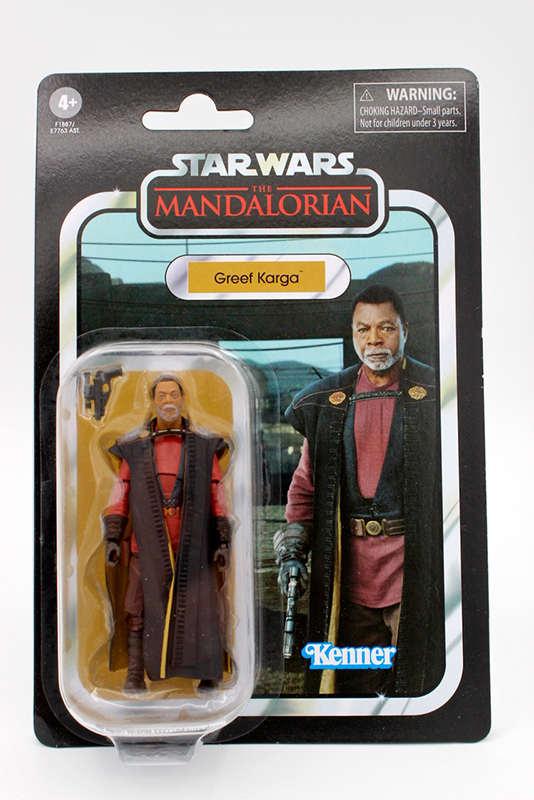 4+
F1887/
E7763 AST.
WARNING:
CHOKING HAZARD–Small parts.
Not for children under 3 years.
STAR WARS
THE
MANDALORIAN
Greef Karga™
Kenner